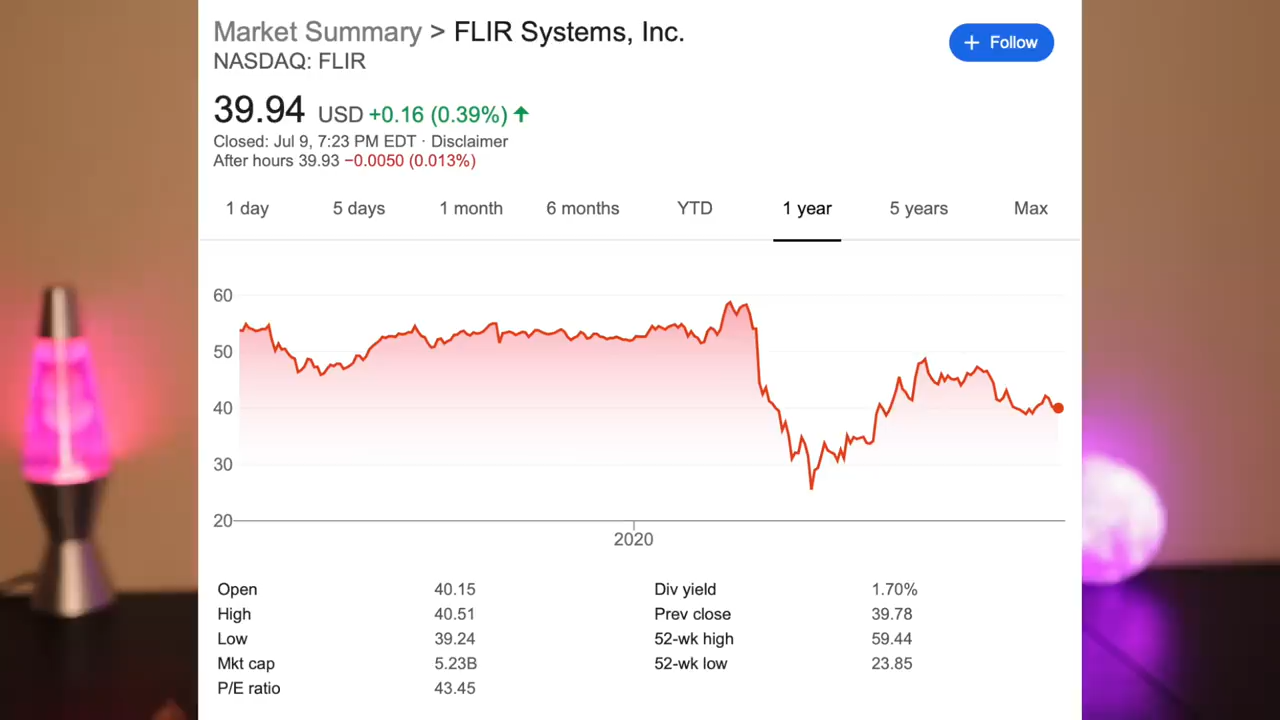 Market Summary > FLIR Systems, Inc.
+ Follow
NASDAQ: FLIR
39.94 USD +0.16 (0.39%) ↑
Closed: Jul 9, 7:23 PM EDT · Disclaimer
After hours 39.93 −0.0050 (0.013%)
1 day 5 days 1 month 6 months YTD 1 year 5 years Max
60
50
40
30
20
2020
Open 40.15 Div yield 1.70%
High 40.51 Prev close 39.78
Low 39.24 52-wk high 59.44
Mkt cap 5.23B 52-wk low 23.85
P/E ratio 43.45